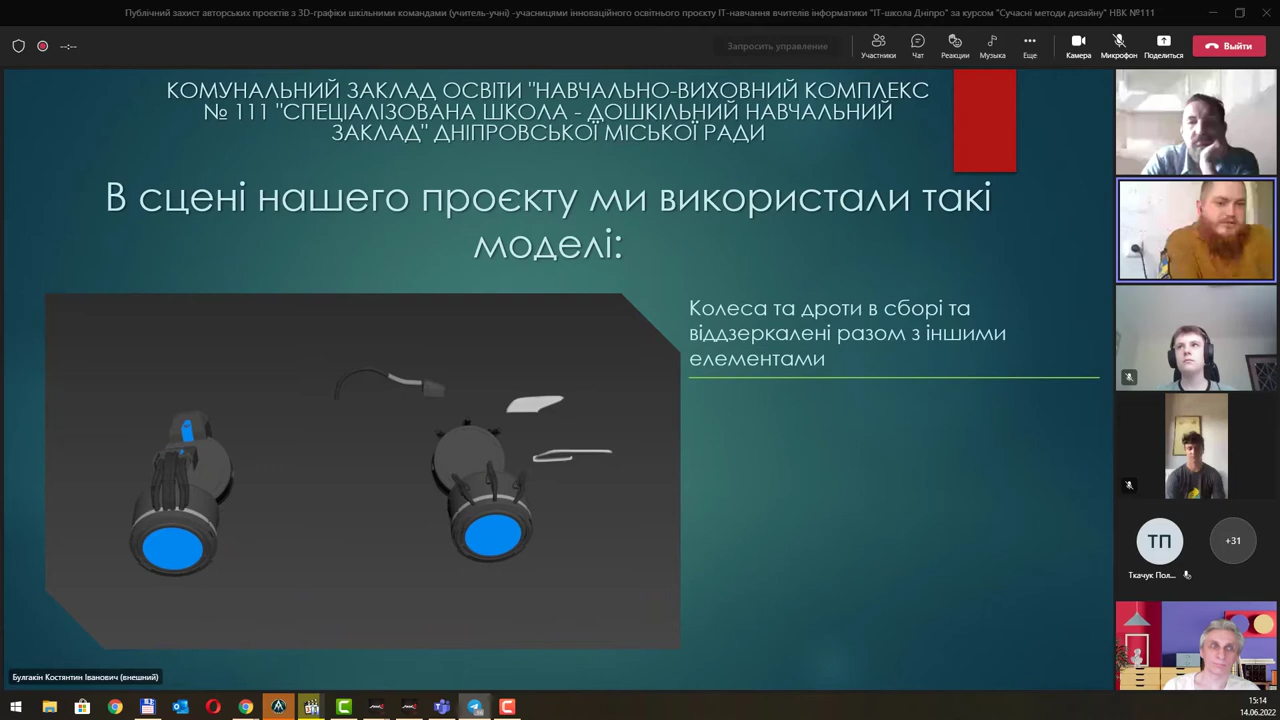 Публічний захист авторських проєктів з 3D-графіки шкільними командами (учитель-учні) -учасницями інноваційного освітнього проєкту ІТ-навчання вчителів інформатики "ІТ-школа Дніпро" за курсом "Сучасні методи дизайну" НВК №111
--:--
Запросить управление
Участники
Чат
Реакции
Музыка
Еще
Камера
Микрофон
Поделиться
Выйти
КОМУНАЛЬНИЙ ЗАКЛАД ОСВІТИ "НАВЧАЛЬНО-ВИХОВНИЙ КОМПЛЕКС
№ 111 "СПЕЦІАЛІЗОВАНА ШКОЛА - ДОШКІЛЬНИЙ НАВЧАЛЬНИЙ
ЗАКЛАД" ДНІПРОВСЬКОЇ МІСЬКОЇ РАДИ
В сцені нашего проєкту ми використали такі
моделі:
Колеса та дроти в сборі та
віддзеркалені разом з іншими
елементами
ТП
+31
Ткачук Пол...
Булгакін Костянтин Іванович (внешний)
15:14
14.06.2022